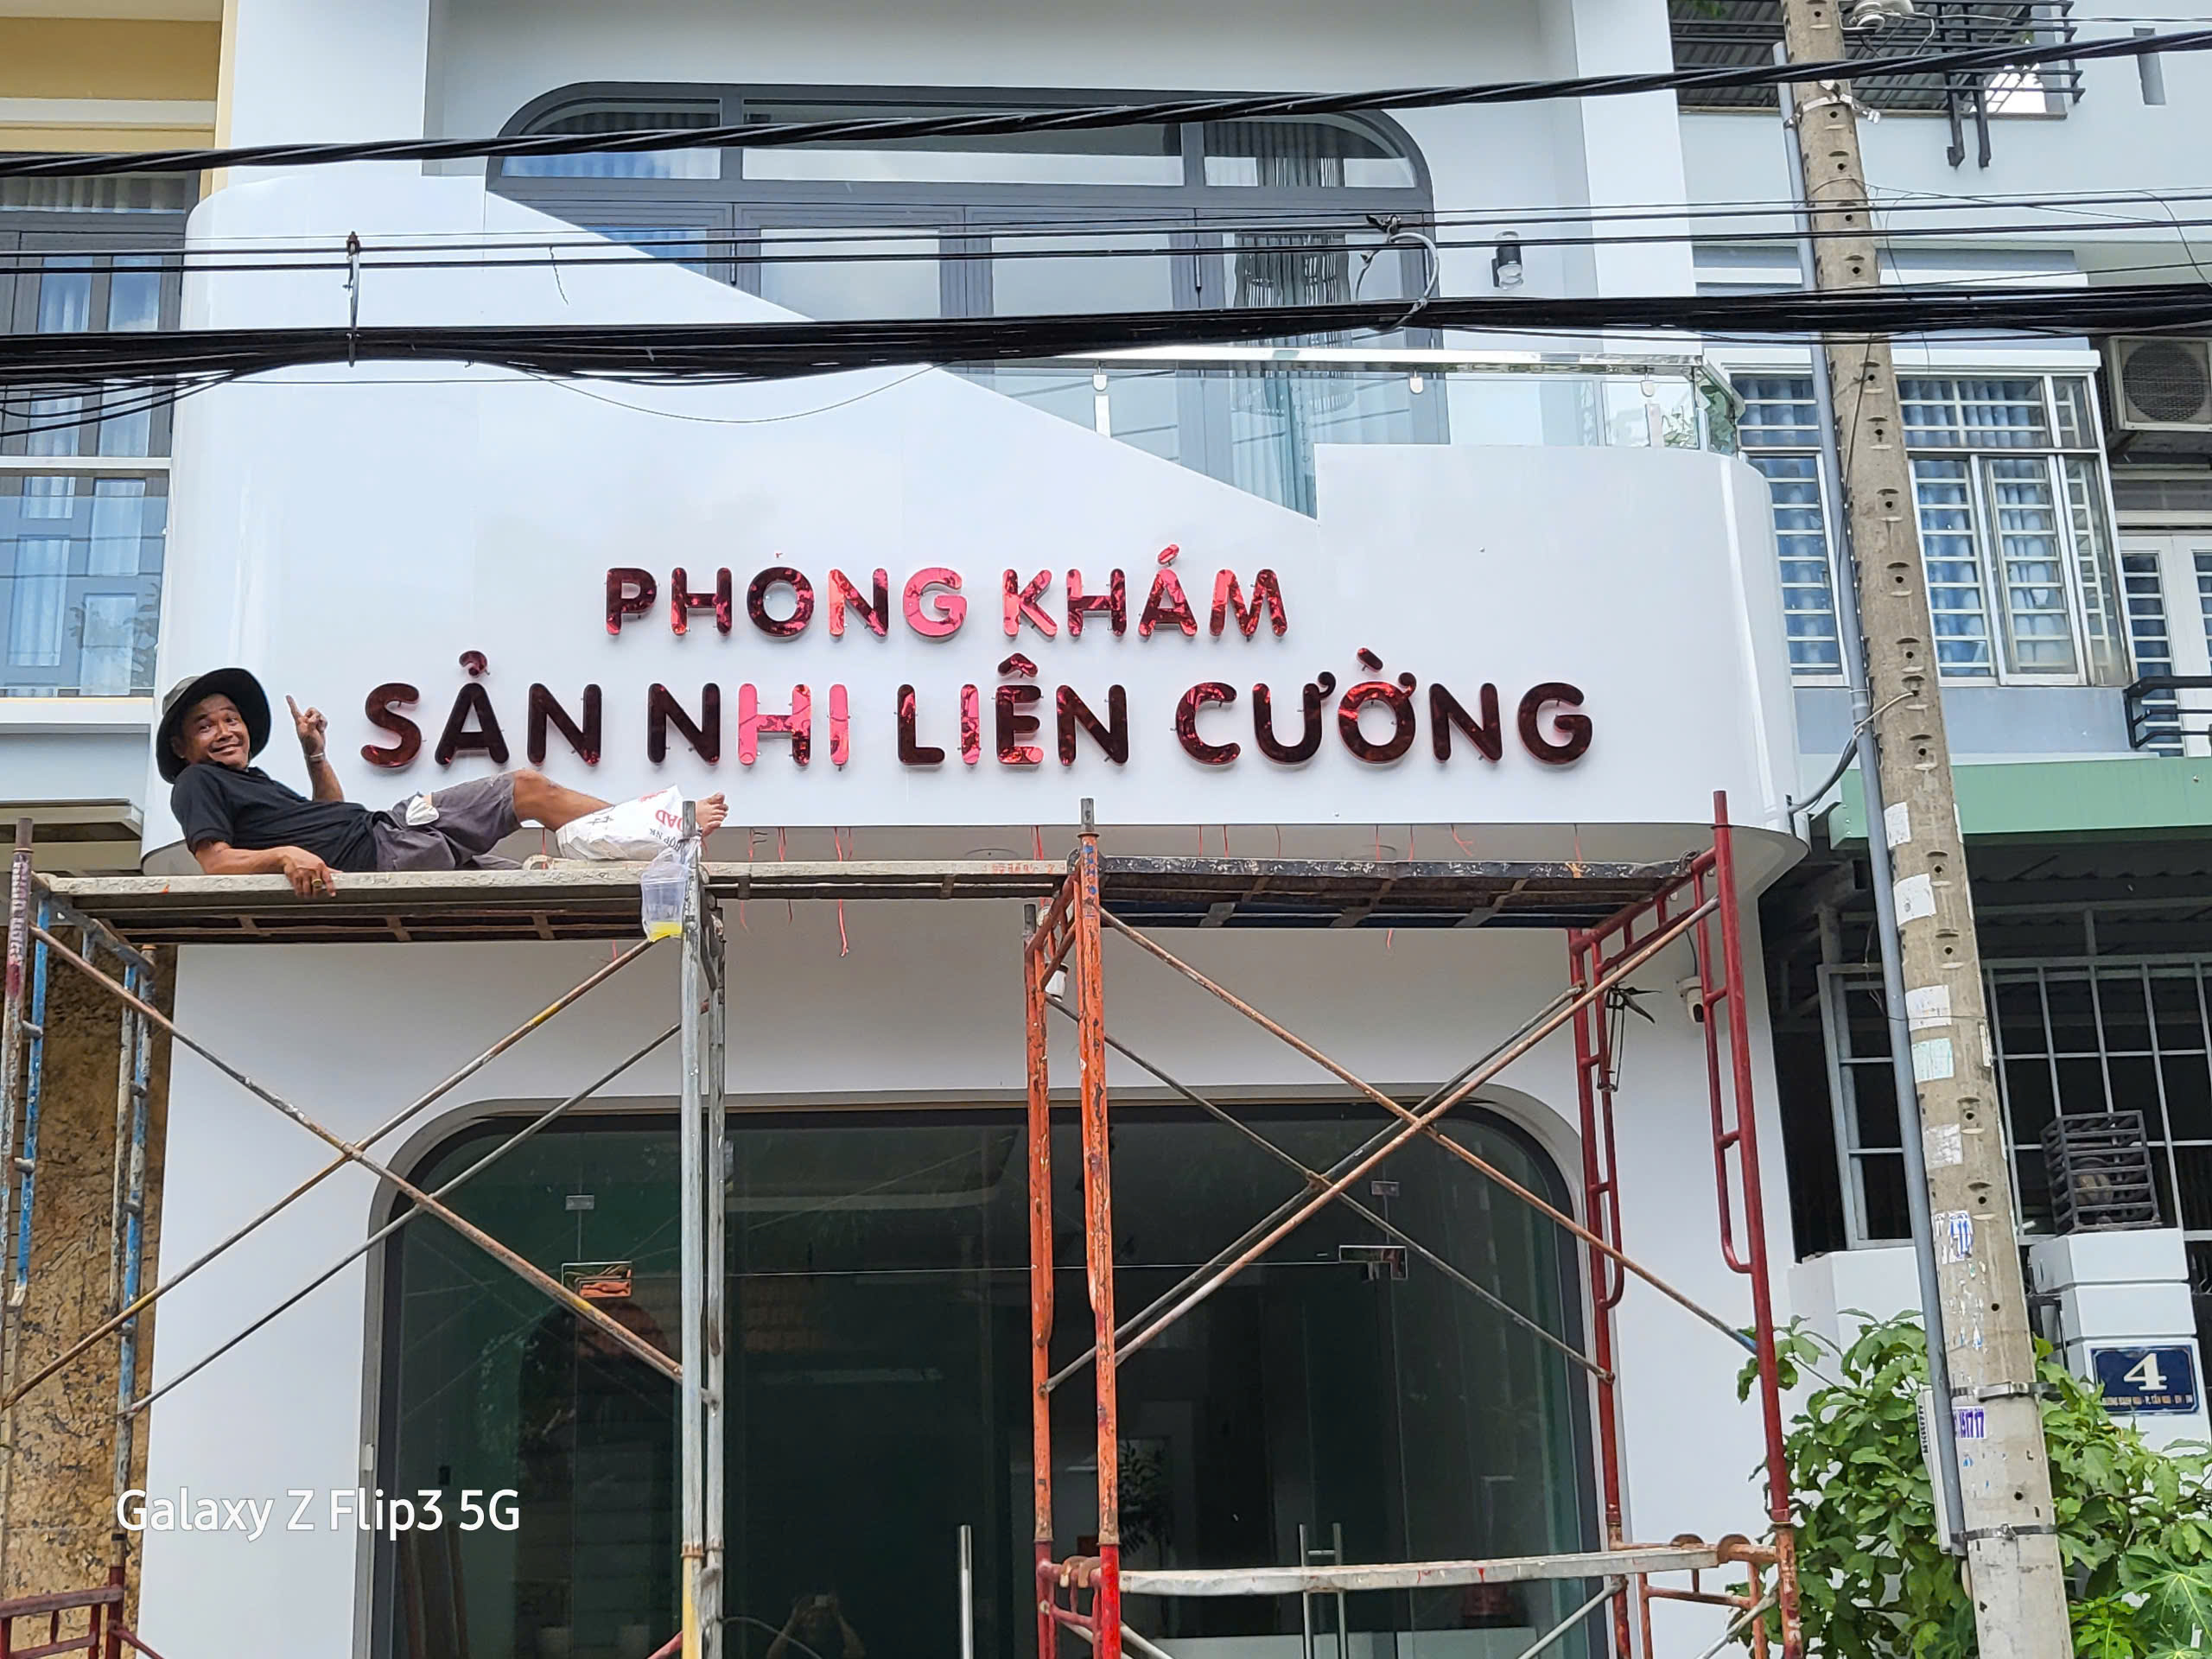 PHÒNG KHÁM
SẢN NHI LIÊN CƯỜNG
4
Galaxy Z Flip3 5G